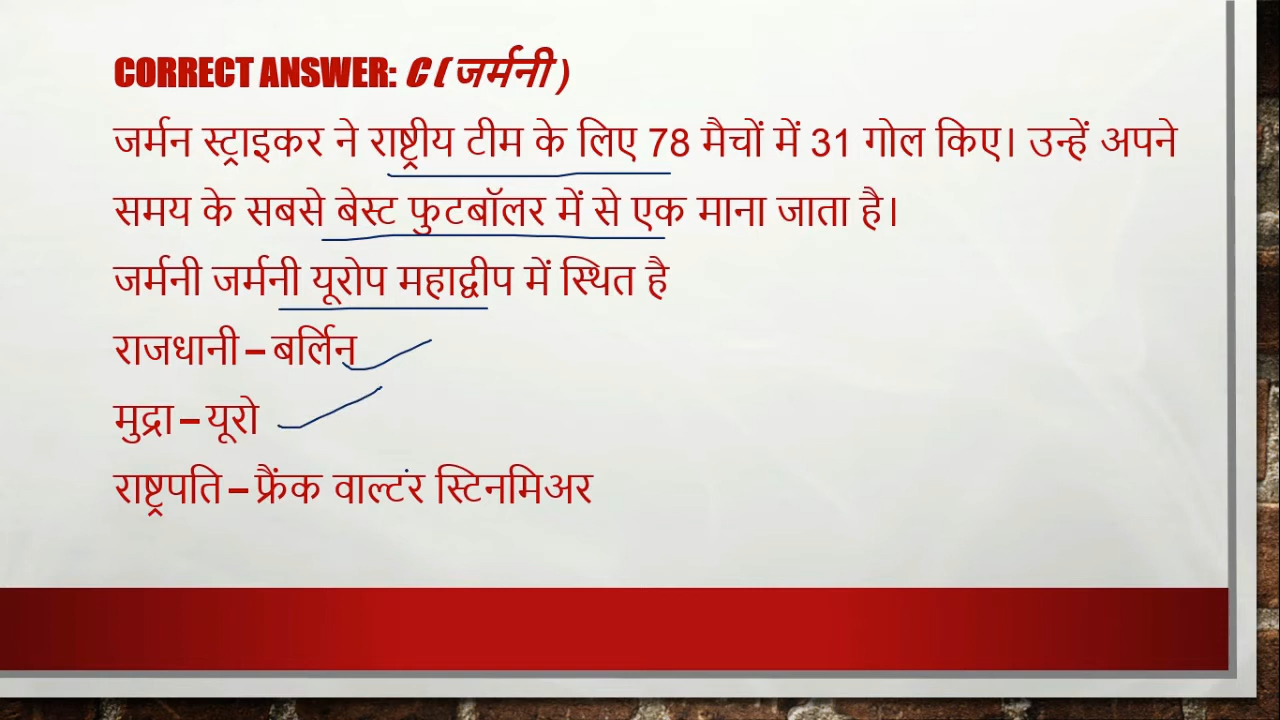 CORRECT ANSWER: C ( जर्मनी )
जर्मन स्ट्राइकर ने राष्ट्रीय टीम के लिए 78 मैचों में 31 गोल किए। उन्हें अपने
समय के सबसे बेस्ट फुटबॉलर में से एक माना जाता है।
जर्मनी जर्मनी यूरोप महाद्वीप में स्थित है
राजधानी – बर्लिन
मुद्रा – यूरो
राष्ट्रपति – फ्रैंक वाल्टर स्टिनमिअर